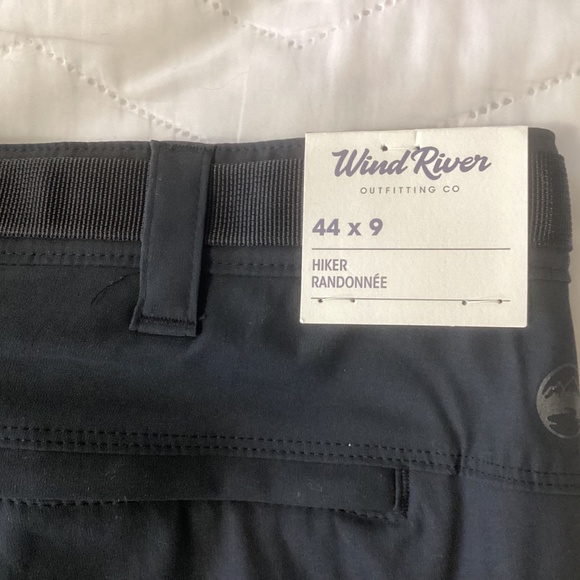 Wind River
OUTFITTING CO
44 x 9
HIKER
RANDONNÉE